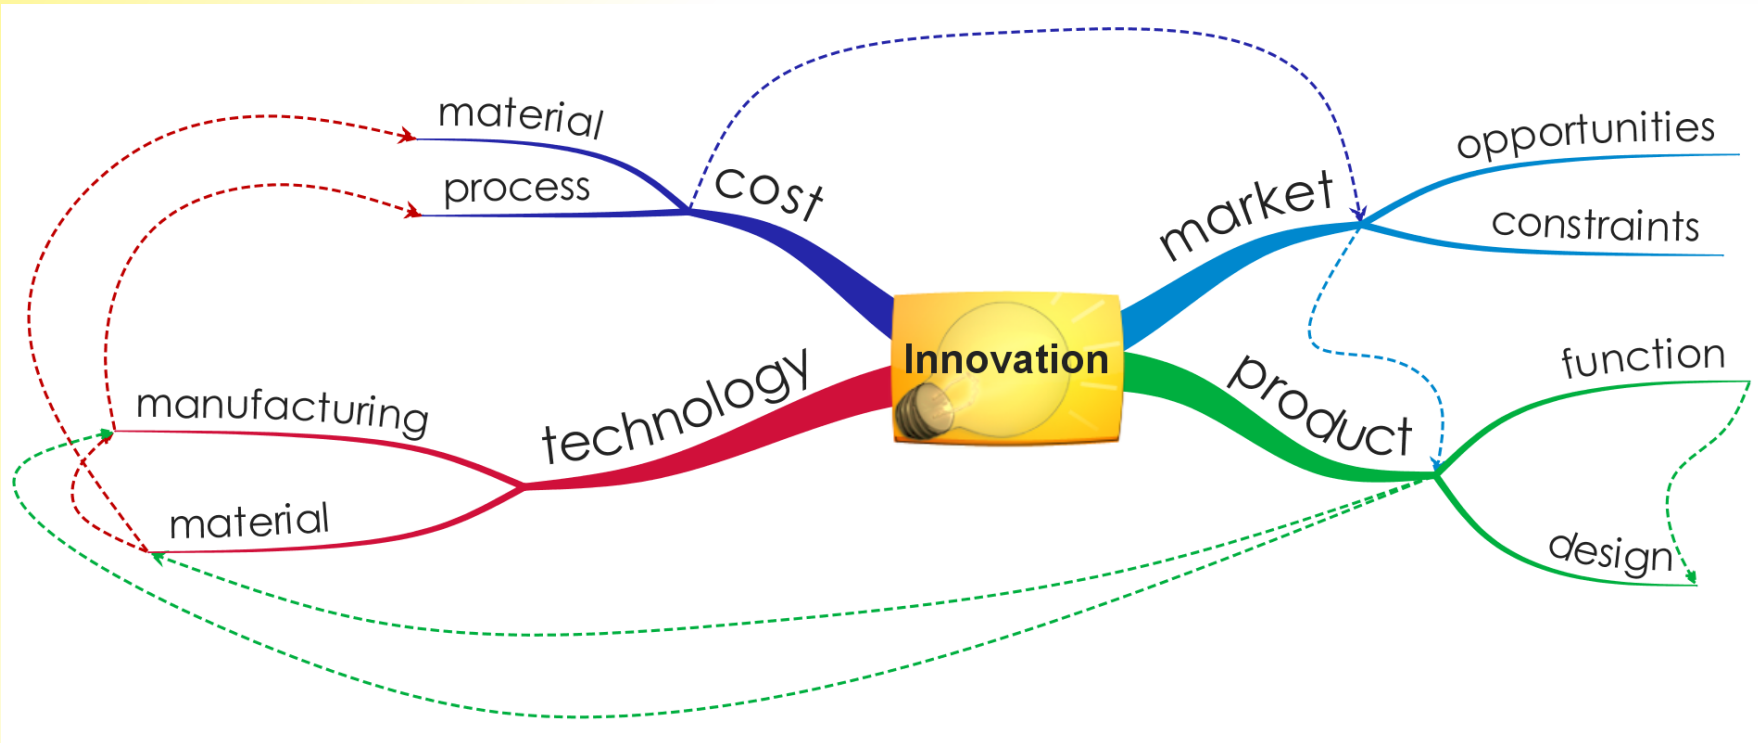 material
process
cost
market
opportunities
constraints
Innovation
technology
manufacturing
material
product
function
design